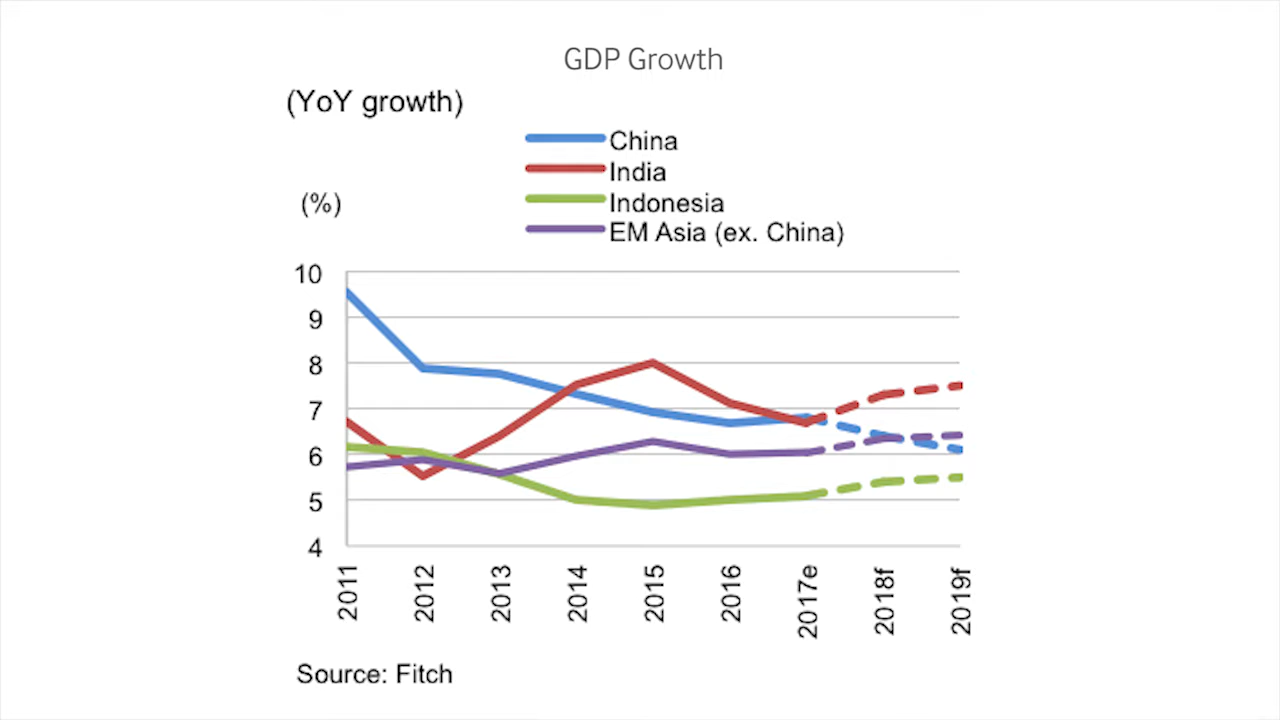 GDP Growth
(YoY growth)
China
India
(%)
Indonesia
EM Asia (ex. China)
10
9
8
7
6
5
4
2011
2012
2013
2014
2015
2016
2017e
2018f
2019f
Source: Fitch